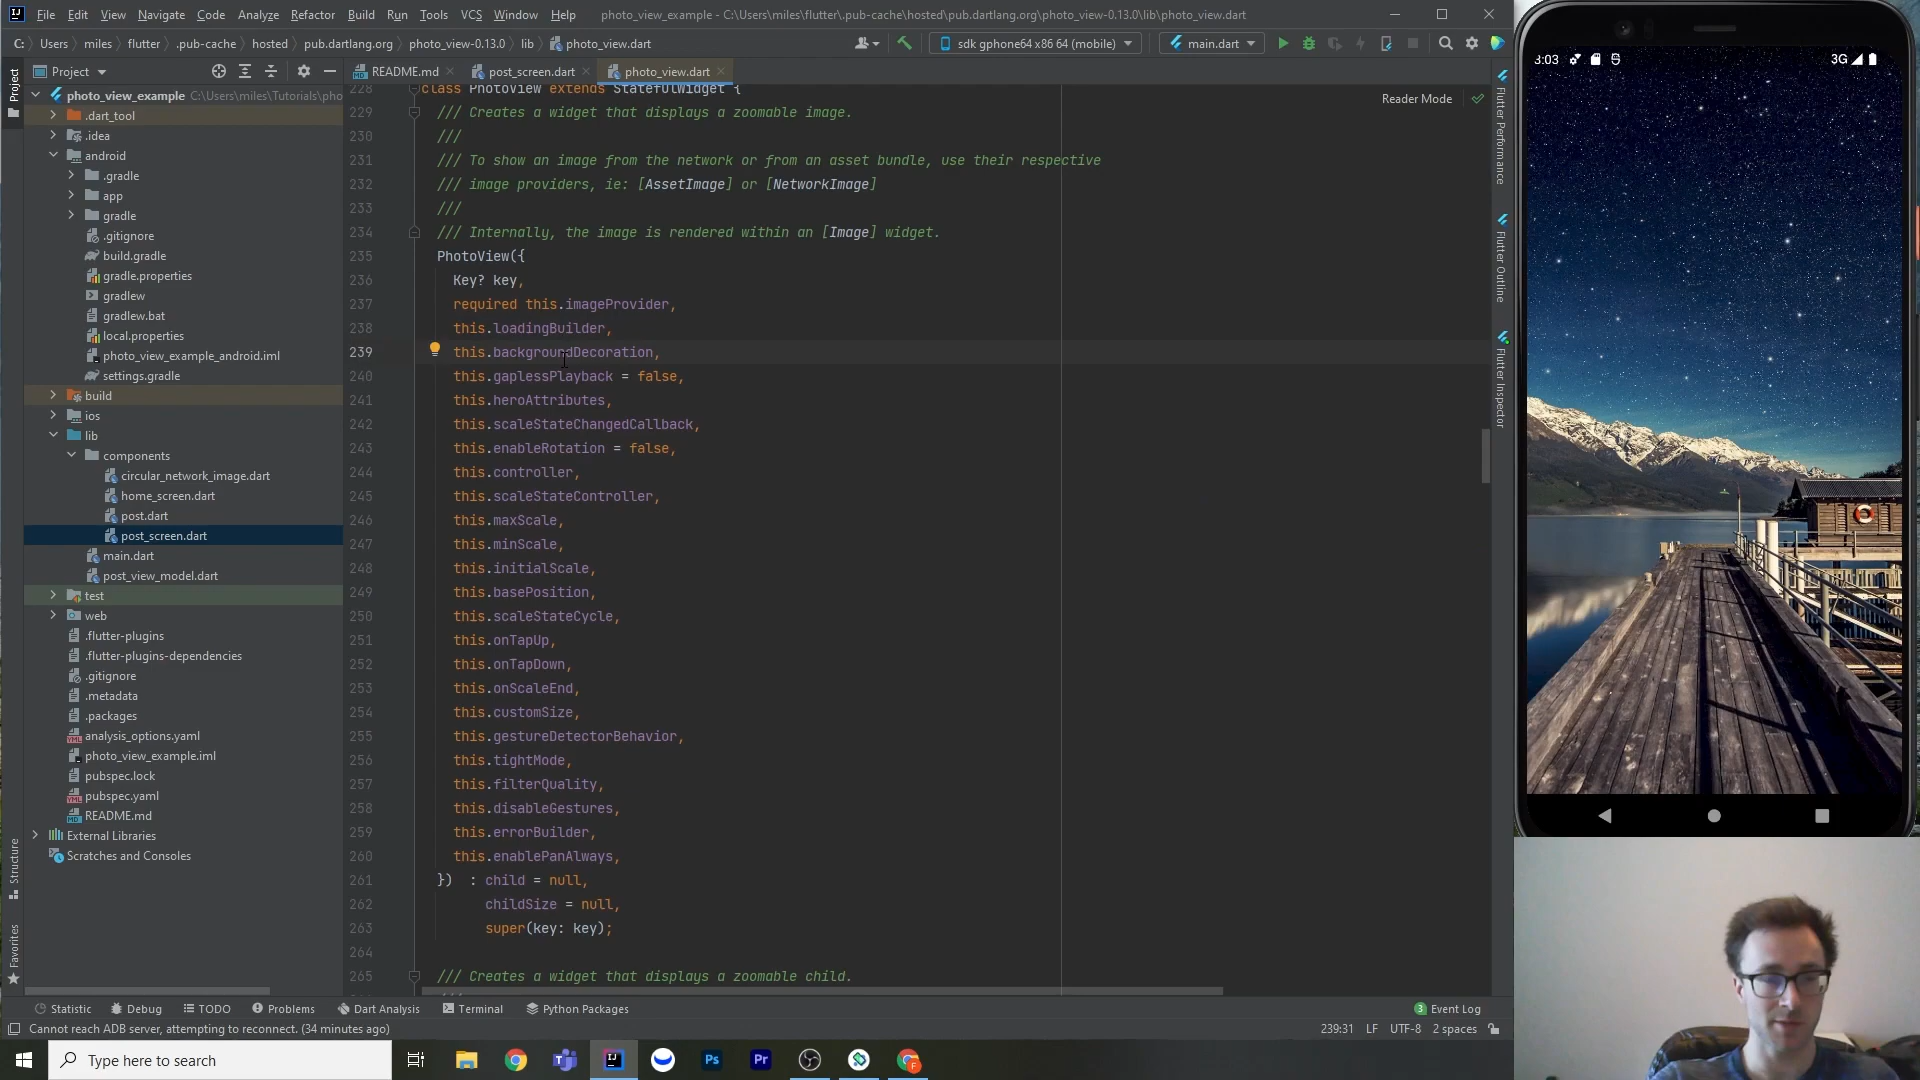 File Edit View Navigate Code Analyze Refactor Build Run Tools VCS Window Help photo_view_example - C:\Users\miles\flutter\.pub-cache\hosted\pub.dartlang.org\photo_view-0.13.0\lib\photo_view.dart
C: Users miles flutter .pub-cache hosted pub.dartlang.org photo_view-0.13.0 lib photo_view.dart sdk gphone64 x86 64 (mobile) main.dart
Project README.md post_screen.dart photo_view.dart
Project
Structure
Favorites
photo_view_example C:\Users\miles\Tutorials\pho
.dart_tool
.idea
android
.gradle
app
gradle
.gitignore
build.gradle
gradle.properties
gradlew
gradlew.bat
local.properties
photo_view_example_android.iml
settings.gradle
build
ios
lib
components
circular_network_image.dart
home_screen.dart
post.dart
post_screen.dart
main.dart
post_view_model.dart
test
web
.flutter-plugins
.flutter-plugins-dependencies
.gitignore
.metadata
.packages
analysis_options.yaml
photo_view_example.iml
pubspec.lock
pubspec.yaml
README.md
External Libraries
Scratches and Consoles
228 class PhotoView extends StatefulWidget {
229 /// Creates a widget that displays a zoomable image.
230 ///
231 /// To show an image from the network or from an asset bundle, use their respective
232 /// image providers, ie: [AssetImage] or [NetworkImage]
233 ///
234 /// Internally, the image is rendered within an [Image] widget.
235 PhotoView({
236 Key? key,
237 required this.imageProvider,
238 this.loadingBuilder,
239 this.backgroundDecoration,
240 this.gaplessPlayback = false,
241 this.heroAttributes,
242 this.scaleStateChangedCallback,
243 this.enableRotation = false,
244 this.controller,
245 this.scaleStateController,
246 this.maxScale,
247 this.minScale,
248 this.initialScale,
249 this.basePosition,
250 this.scaleStateCycle,
251 this.onTapUp,
252 this.onTapDown,
253 this.onScaleEnd,
254 this.customSize,
255 this.gestureDetectorBehavior,
256 this.tightMode,
257 this.filterQuality,
258 this.disableGestures,
259 this.errorBuilder,
260 this.enablePanAlways,
261 }) : child = null,
262 childSize = null,
263 super(key: key);
264
265 /// Creates a widget that displays a zoomable child.
Reader Mode
Flutter Performance
Flutter Outline
Flutter Inspector
3:03 3G
Statistic Debug TODO Problems Dart Analysis Terminal Python Packages 3 Event Log
Cannot reach ADB server, attempting to reconnect. (34 minutes ago) 239:31 LF UTF-8 2 spaces
Type here to search